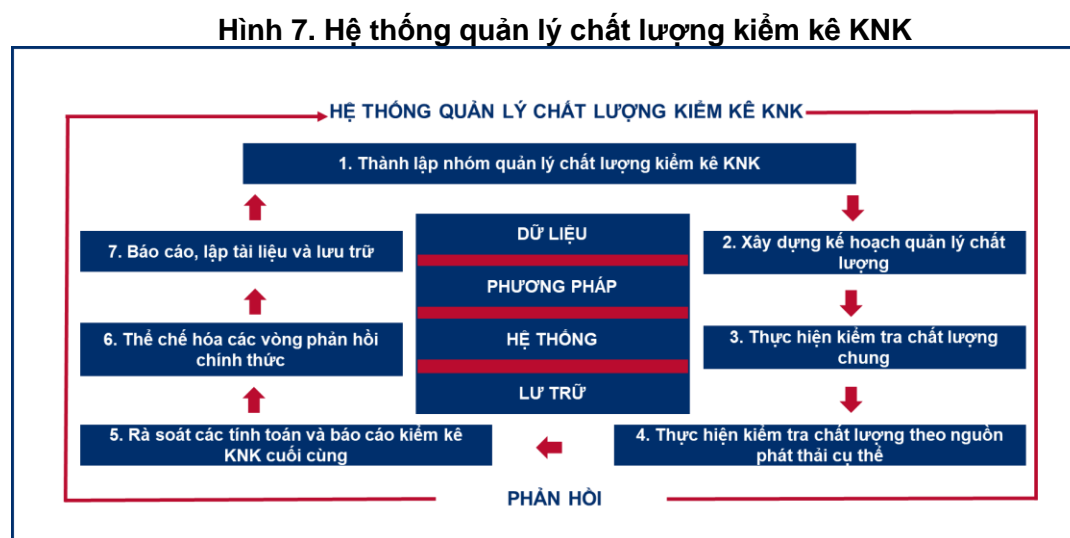 Hình 7. Hệ thống quản lý chất lượng kiểm kê KNK
HỆ THỐNG QUẢN LÝ CHẤT LƯỢNG KIỂM KÊ KNK
1. Thành lập nhóm quản lý chất lượng kiểm kê KNK
2. Xây dựng kế hoạch quản lý chất
lượng
3. Thực hiện kiểm tra chất lượng
chung
4. Thực hiện kiểm tra chất lượng theo nguồn
phát thải cụ thể
5. Rà soát các tính toán và báo cáo kiểm kê
KNK cuối cùng
6. Thể chế hóa các vòng phản hồi
chính thức
7. Báo cáo, lập tài liệu và lưu trữ
DỮ LIỆU
PHƯƠNG PHÁP
HỆ THỐNG
LƯ TRỮ
PHẢN HỒI